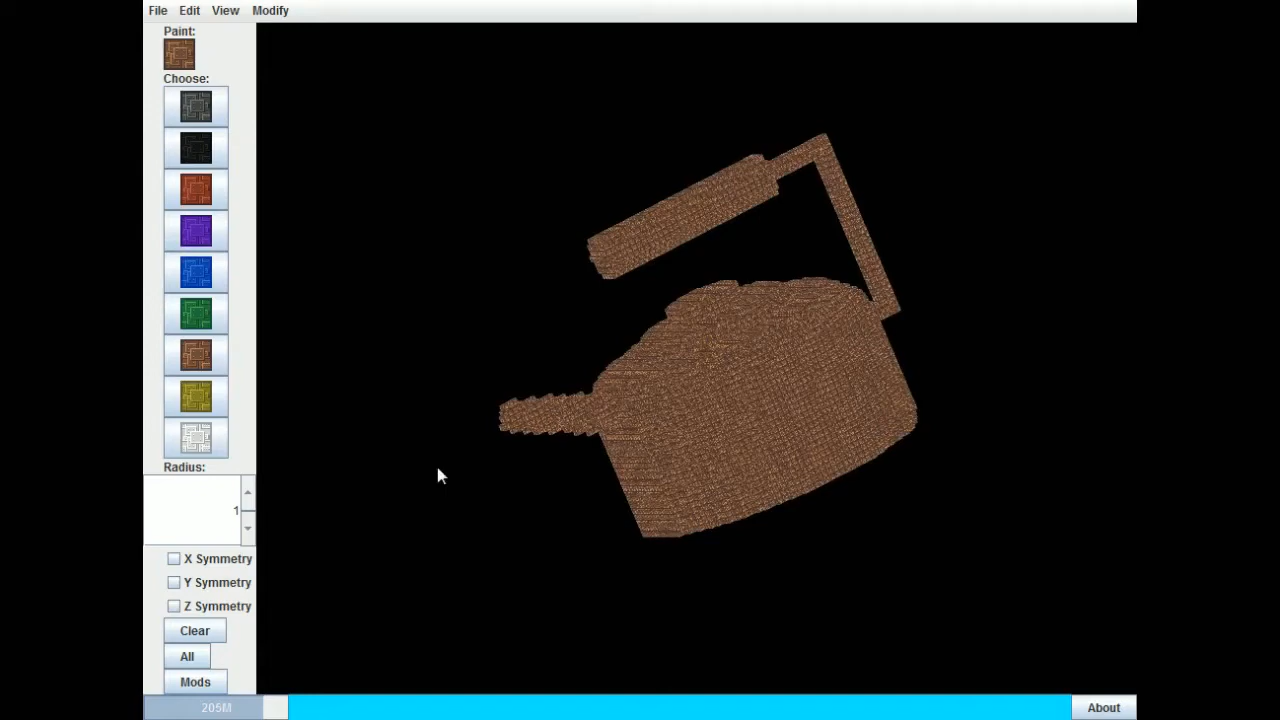 File Edit View Modify
Paint:
Choose:
Radius:
1
X Symmetry
Y Symmetry
Z Symmetry
Clear
All
Mods
205M
About